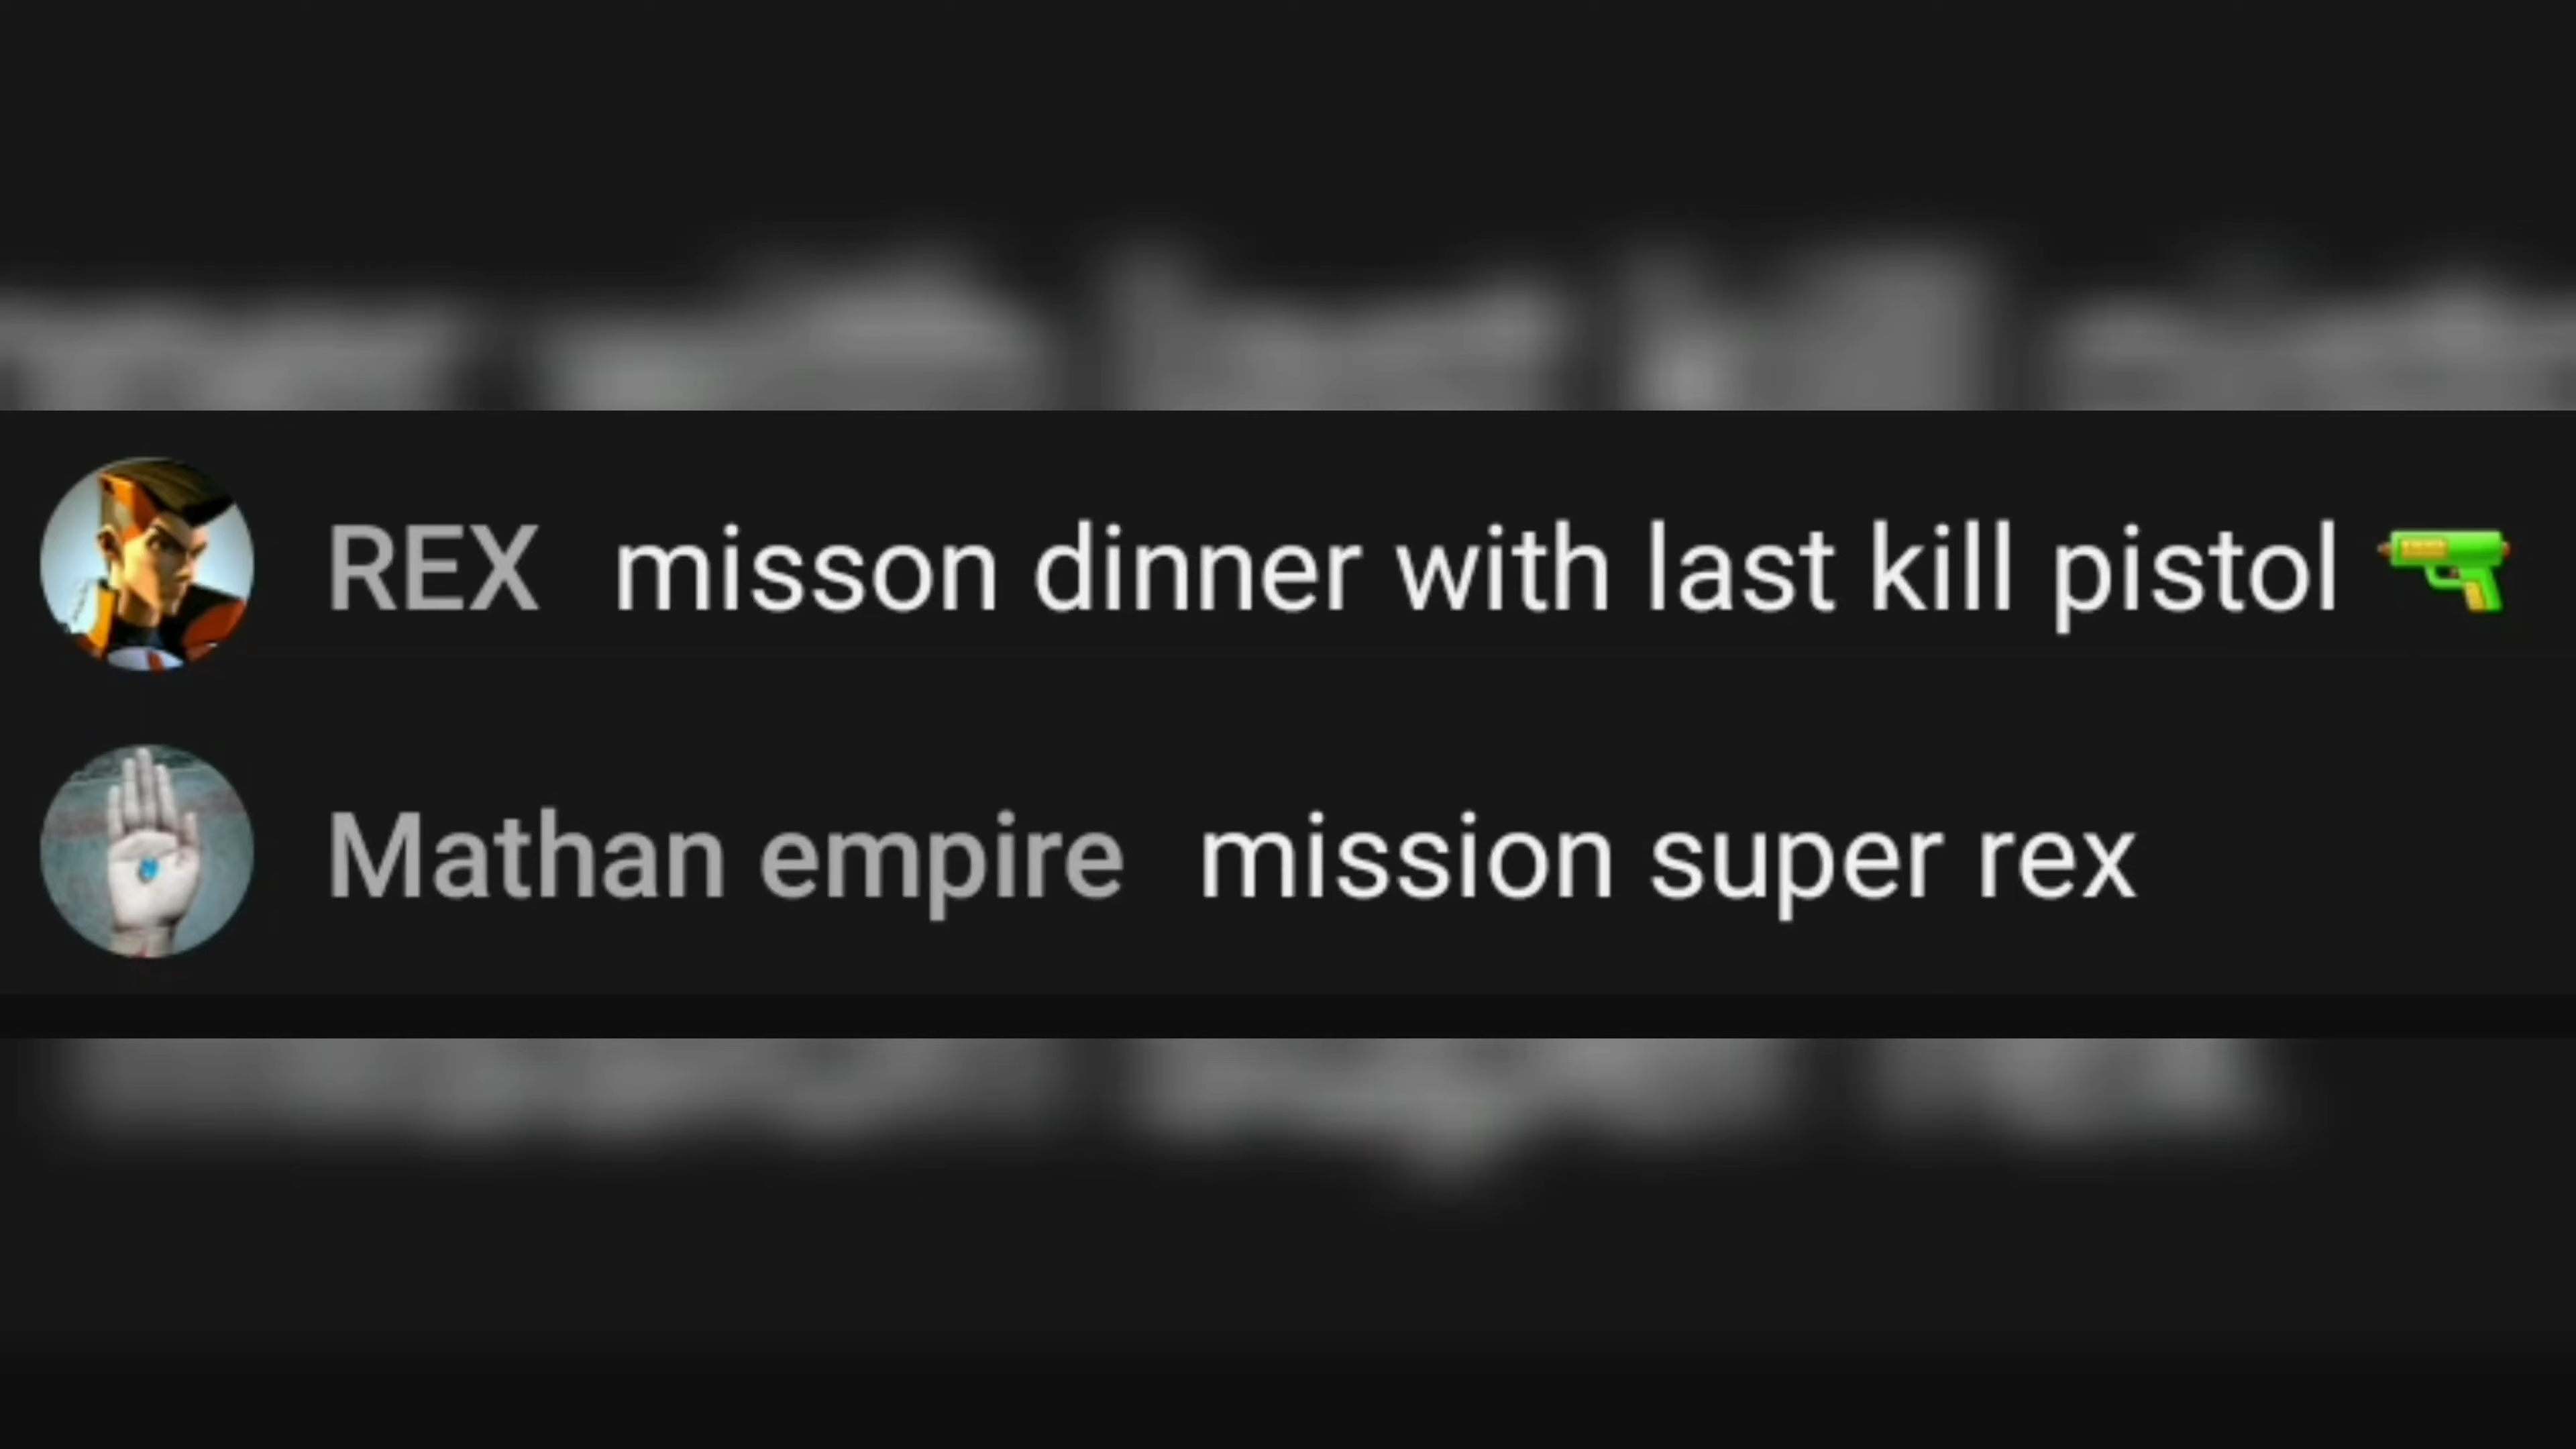 REX misson dinner with last kill pistol 🔫
Mathan empire mission super rex